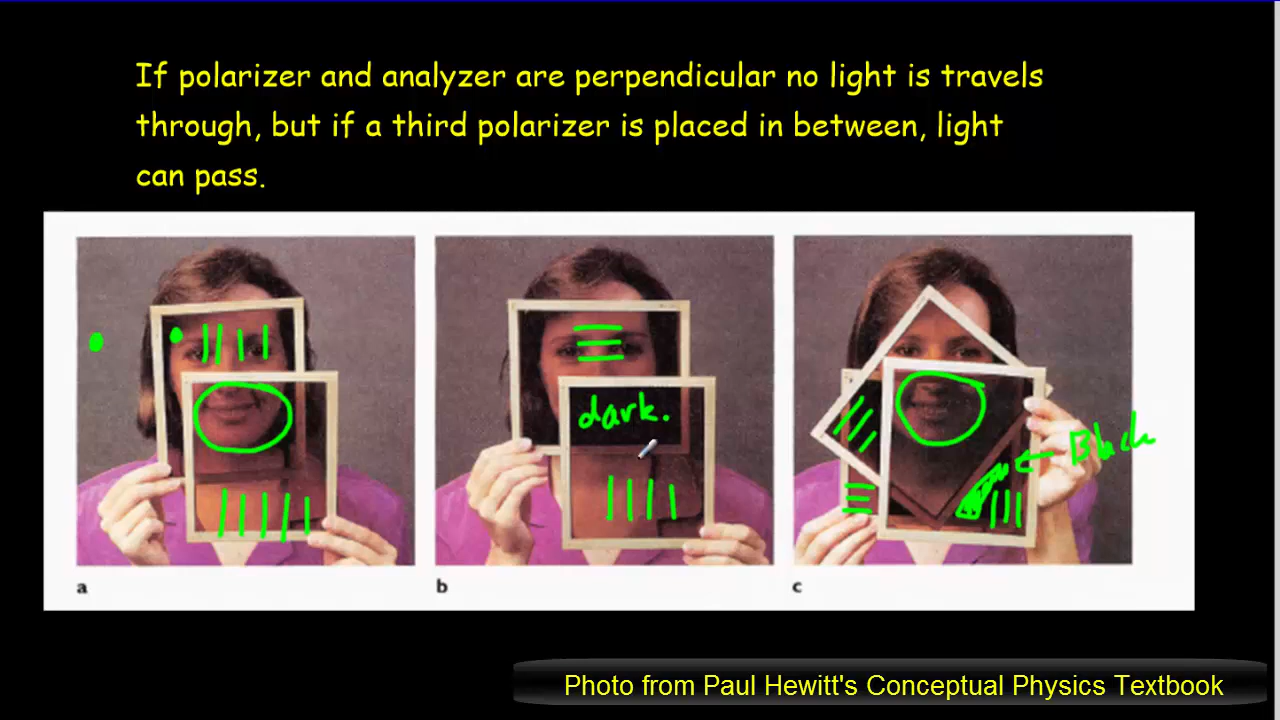 If polarizer and analyzer are perpendicular no light is travels
through, but if a third polarizer is placed in between, light
can pass.
dark.
Black
a
b
c
Photo from Paul Hewitt's Conceptual Physics Textbook